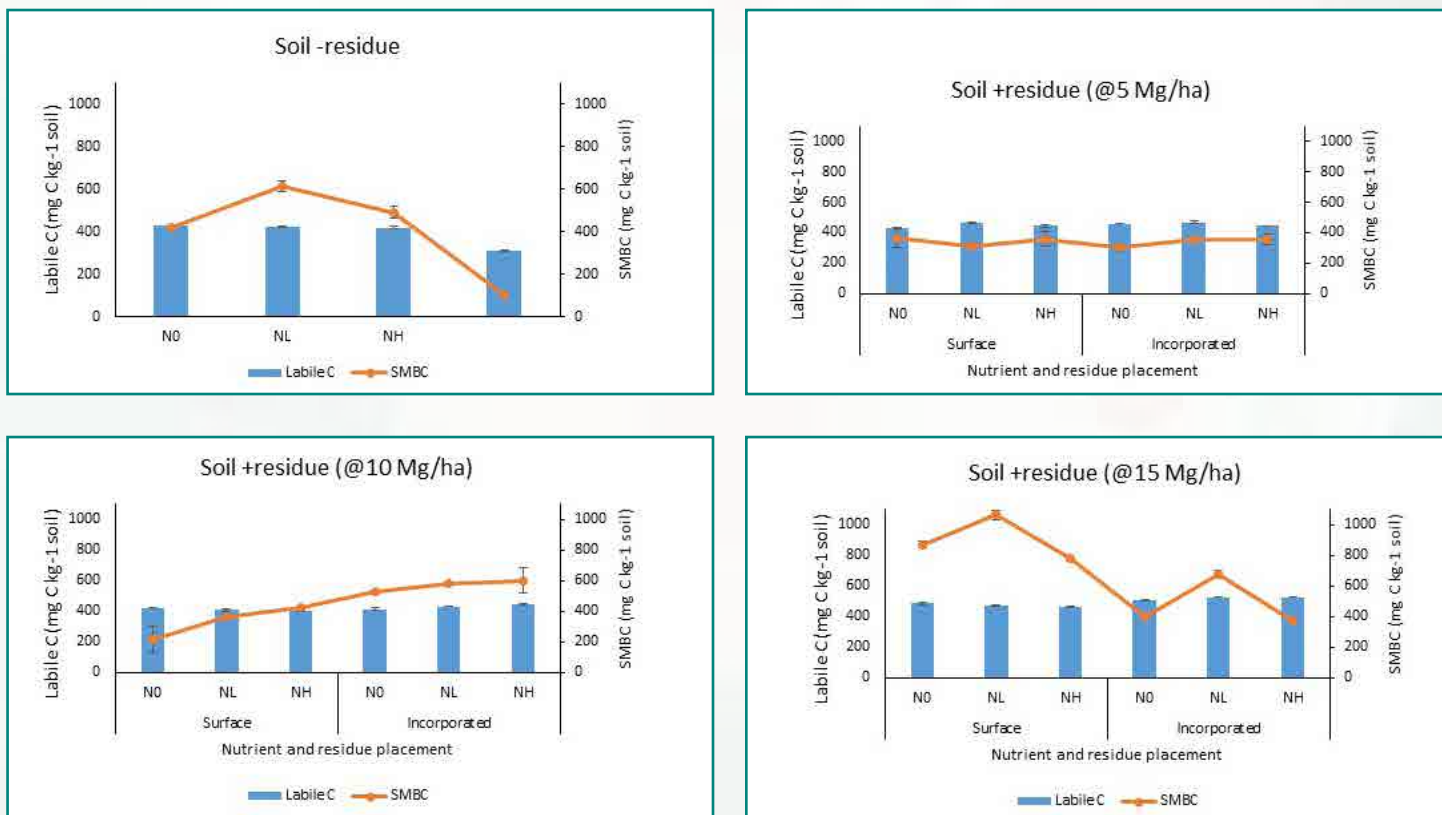 Soil -residue
Labile C (mg C kg-1 soil)
1000
800
600
400
200
0
1000
800
600
400
200
0
SMBC (mg C kg-1 soil)
N0 NL NH
Labile C SMBC
Soil +residue (@5 Mg/ha)
Labile C (mg C kg-1 soil)
1000
800
600
400
200
0
1000
800
600
400
200
0
SMBC (mg C kg-1 soil)
N0 NL NH N0 NL NH
Surface Incorporated
Nutrient and residue placement
Soil +residue (@10 Mg/ha)
Labile C (mg C kg-1 soil)
1000
800
600
400
200
0
1000
800
600
400
200
0
SMBC (mg C kg-1 soil)
N0 NL NH N0 NL NH
Surface Incorporated
Nutrient and residue placement
Labile C SMBC
Soil +residue (@15 Mg/ha)
Labile C (mg C kg-1 soil)
1000
800
600
400
200
0
1000
800
600
400
200
0
SMBC (mg C kg-1 soil)
N0 NL NH N0 NL NH
Surface Incorporated
Nutrient and residue placement
Labile C SMBC